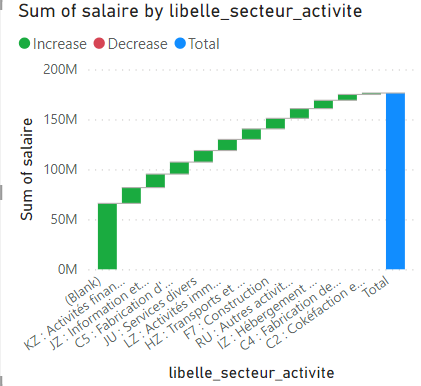 Sum of salaire by libelle_secteur_activite
Increase Decrease Total
200M
150M
100M
50M
0M
Sum of salaire
(Blank)
KZ : Activités finan...
JZ : Information et...
C5 : Fabrication d'...
JU : Services divers
LZ : Activités imm...
HZ : Transports et ...
F7 : Construction
RU : Autres activit...
IZ : Hébergement ...
C4 : Fabrication de...
C2 : Cokéfaction e...
Total
libelle_secteur_activite